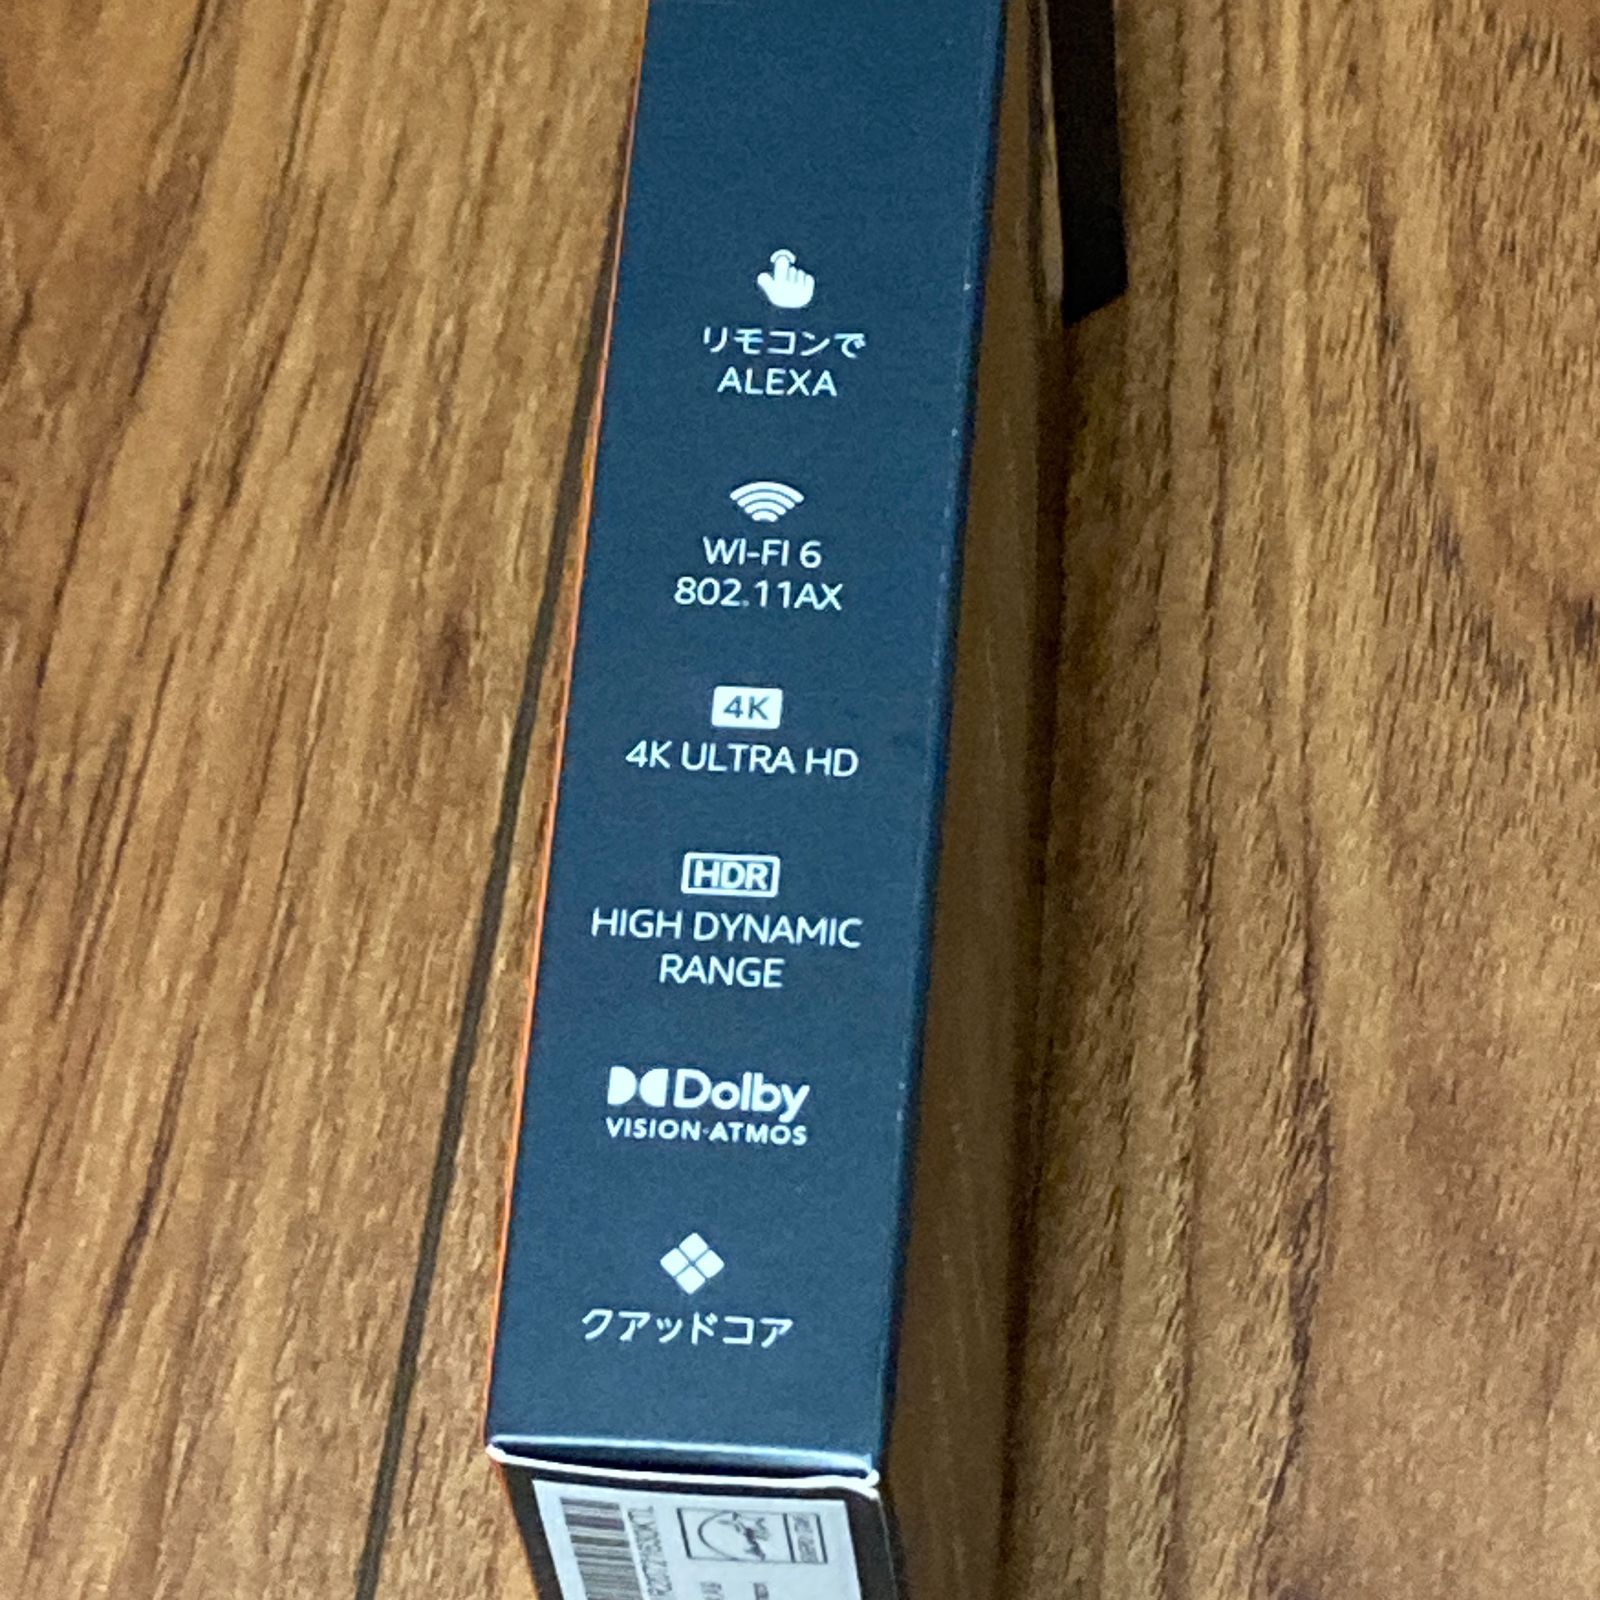 リモコンで
ALEXA
WI-FI 6
802.11AX
4K
4K ULTRA HD
HDR
HIGH DYNAMIC
RANGE
Dolby
VISION·ATMOS
クアッドコア